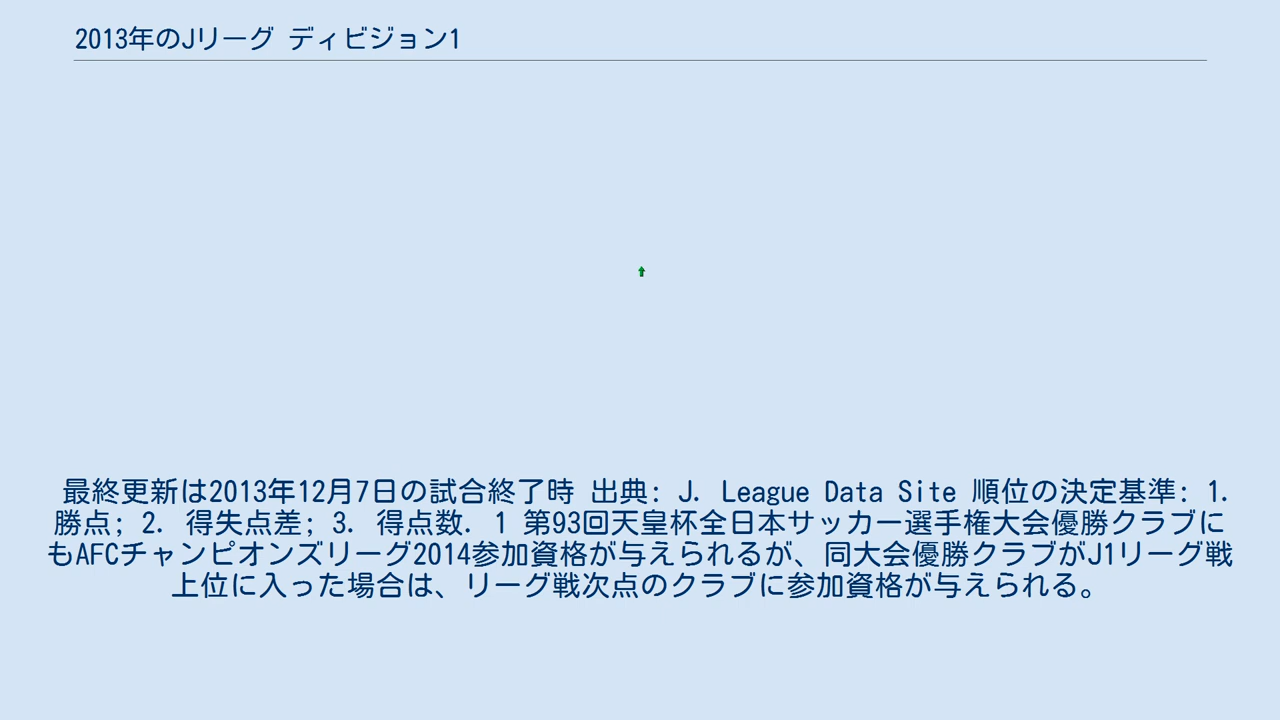 2013年のJリーグ ディビジョン1
最終更新は2013年12月7日の試合終了時 出典: J. League Data Site 順位の決定基準: 1.
勝点; 2. 得失点差; 3. 得点数. 1 第93回天皇杯全日本サッカー選手権大会優勝クラブに
もAFCチャンピオンズリーグ2014参加資格が与えられるが、同大会優勝クラブがJ1リーグ戦
上位に入った場合は、リーグ戦次点のクラブに参加資格が与えられる。